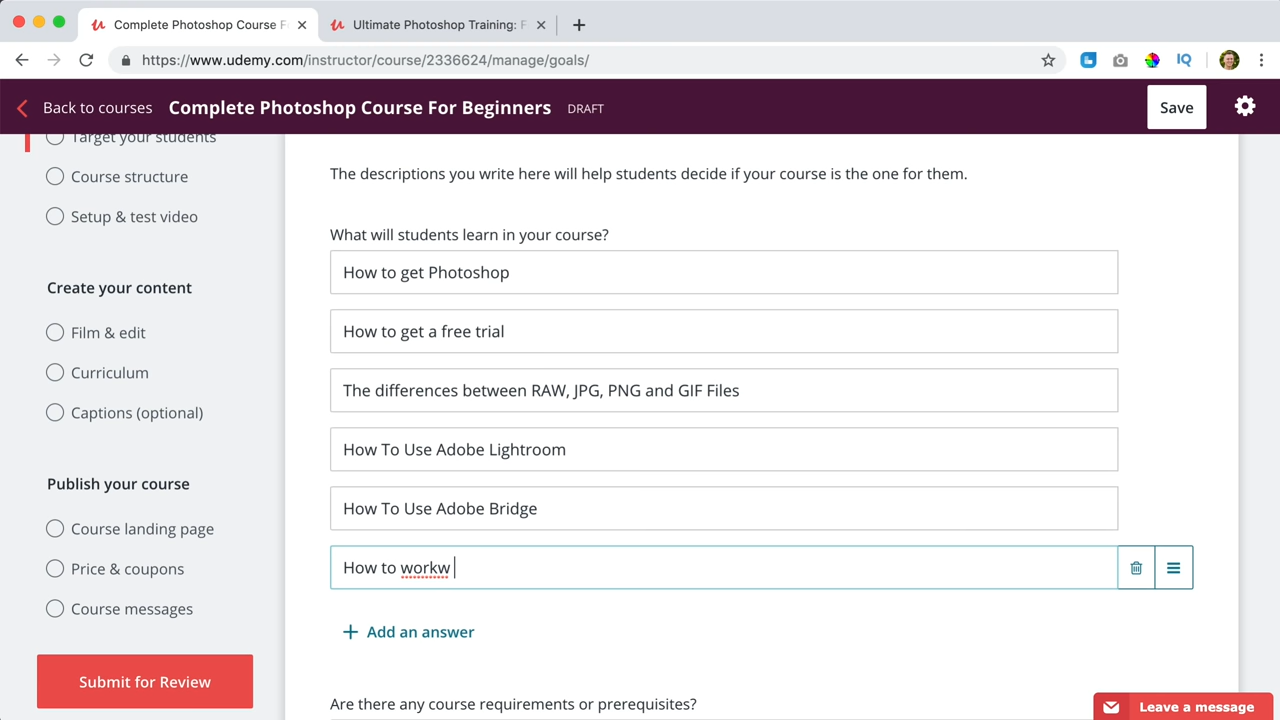 Complete Photoshop Course F
Ultimate Photoshop Training: F
https://www.udemy.com/instructor/course/2336624/manage/goals/
IQ
Back to courses
Complete Photoshop Course For Beginners
DRAFT
Save
Target your students
Course structure
Setup & test video
Create your content
Film & edit
Curriculum
Captions (optional)
Publish your course
Course landing page
Price & coupons
Course messages
Submit for Review
The descriptions you write here will help students decide if your course is the one for them.
What will students learn in your course?
How to get Photoshop
How to get a free trial
The differences between RAW, JPG, PNG and GIF Files
How To Use Adobe Lightroom
How To Use Adobe Bridge
How to workw
Add an answer
Are there any course requirements or prerequisites?
Leave a message